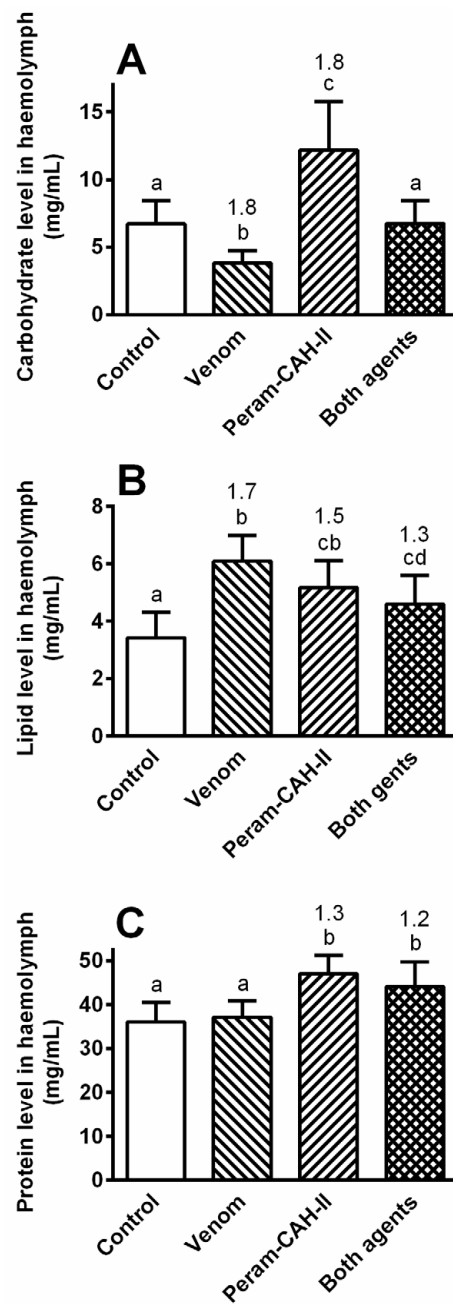 A
Carbohydrate level in haemolymph
(mg/mL)
15
10
5
0
a
1.8
b
1.8
c
a
Control
Venom
Peram-CAH-II
Both agents
B
Lipid level in haemolymph
(mg/mL)
8
6
4
2
0
a
1.7
b
1.5
cb
1.3
cd
Control
Venom
Peram-CAH-II
Both gents
C
Protein level in haemolymph
(mg/mL)
50
40
30
20
10
0
a
a
1.3
b
1.2
b
Control
Venom
Peram-CAH-II
Both agents